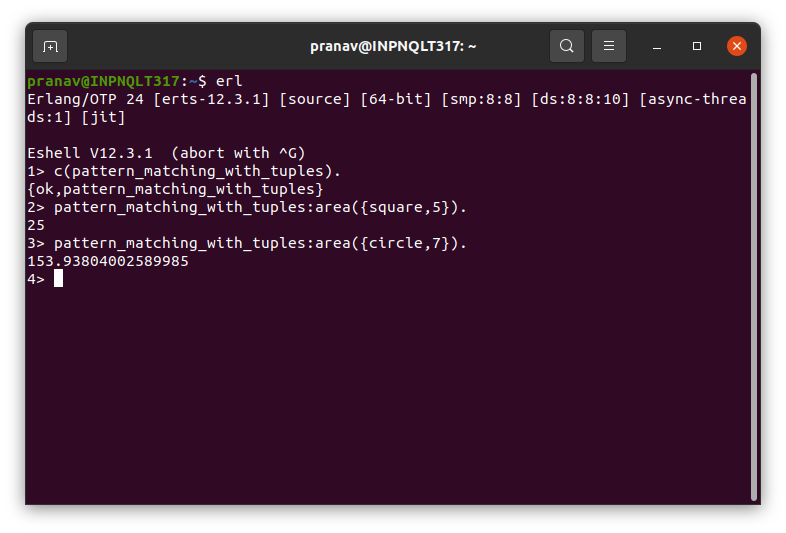 pranav@INPNQLT317: ~
pranav@INPNQLT317:~$ erl
Erlang/OTP 24 [erts-12.3.1] [source] [64-bit] [smp:8:8] [ds:8:8:10] [async-threa
ds:1] [jit]
Eshell V12.3.1  (abort with ^G)
1> c(pattern_matching_with_tuples).
{ok,pattern_matching_with_tuples}
2> pattern_matching_with_tuples:area({square,5}).
25
3> pattern_matching_with_tuples:area({circle,7}).
153.93804002589985
4>